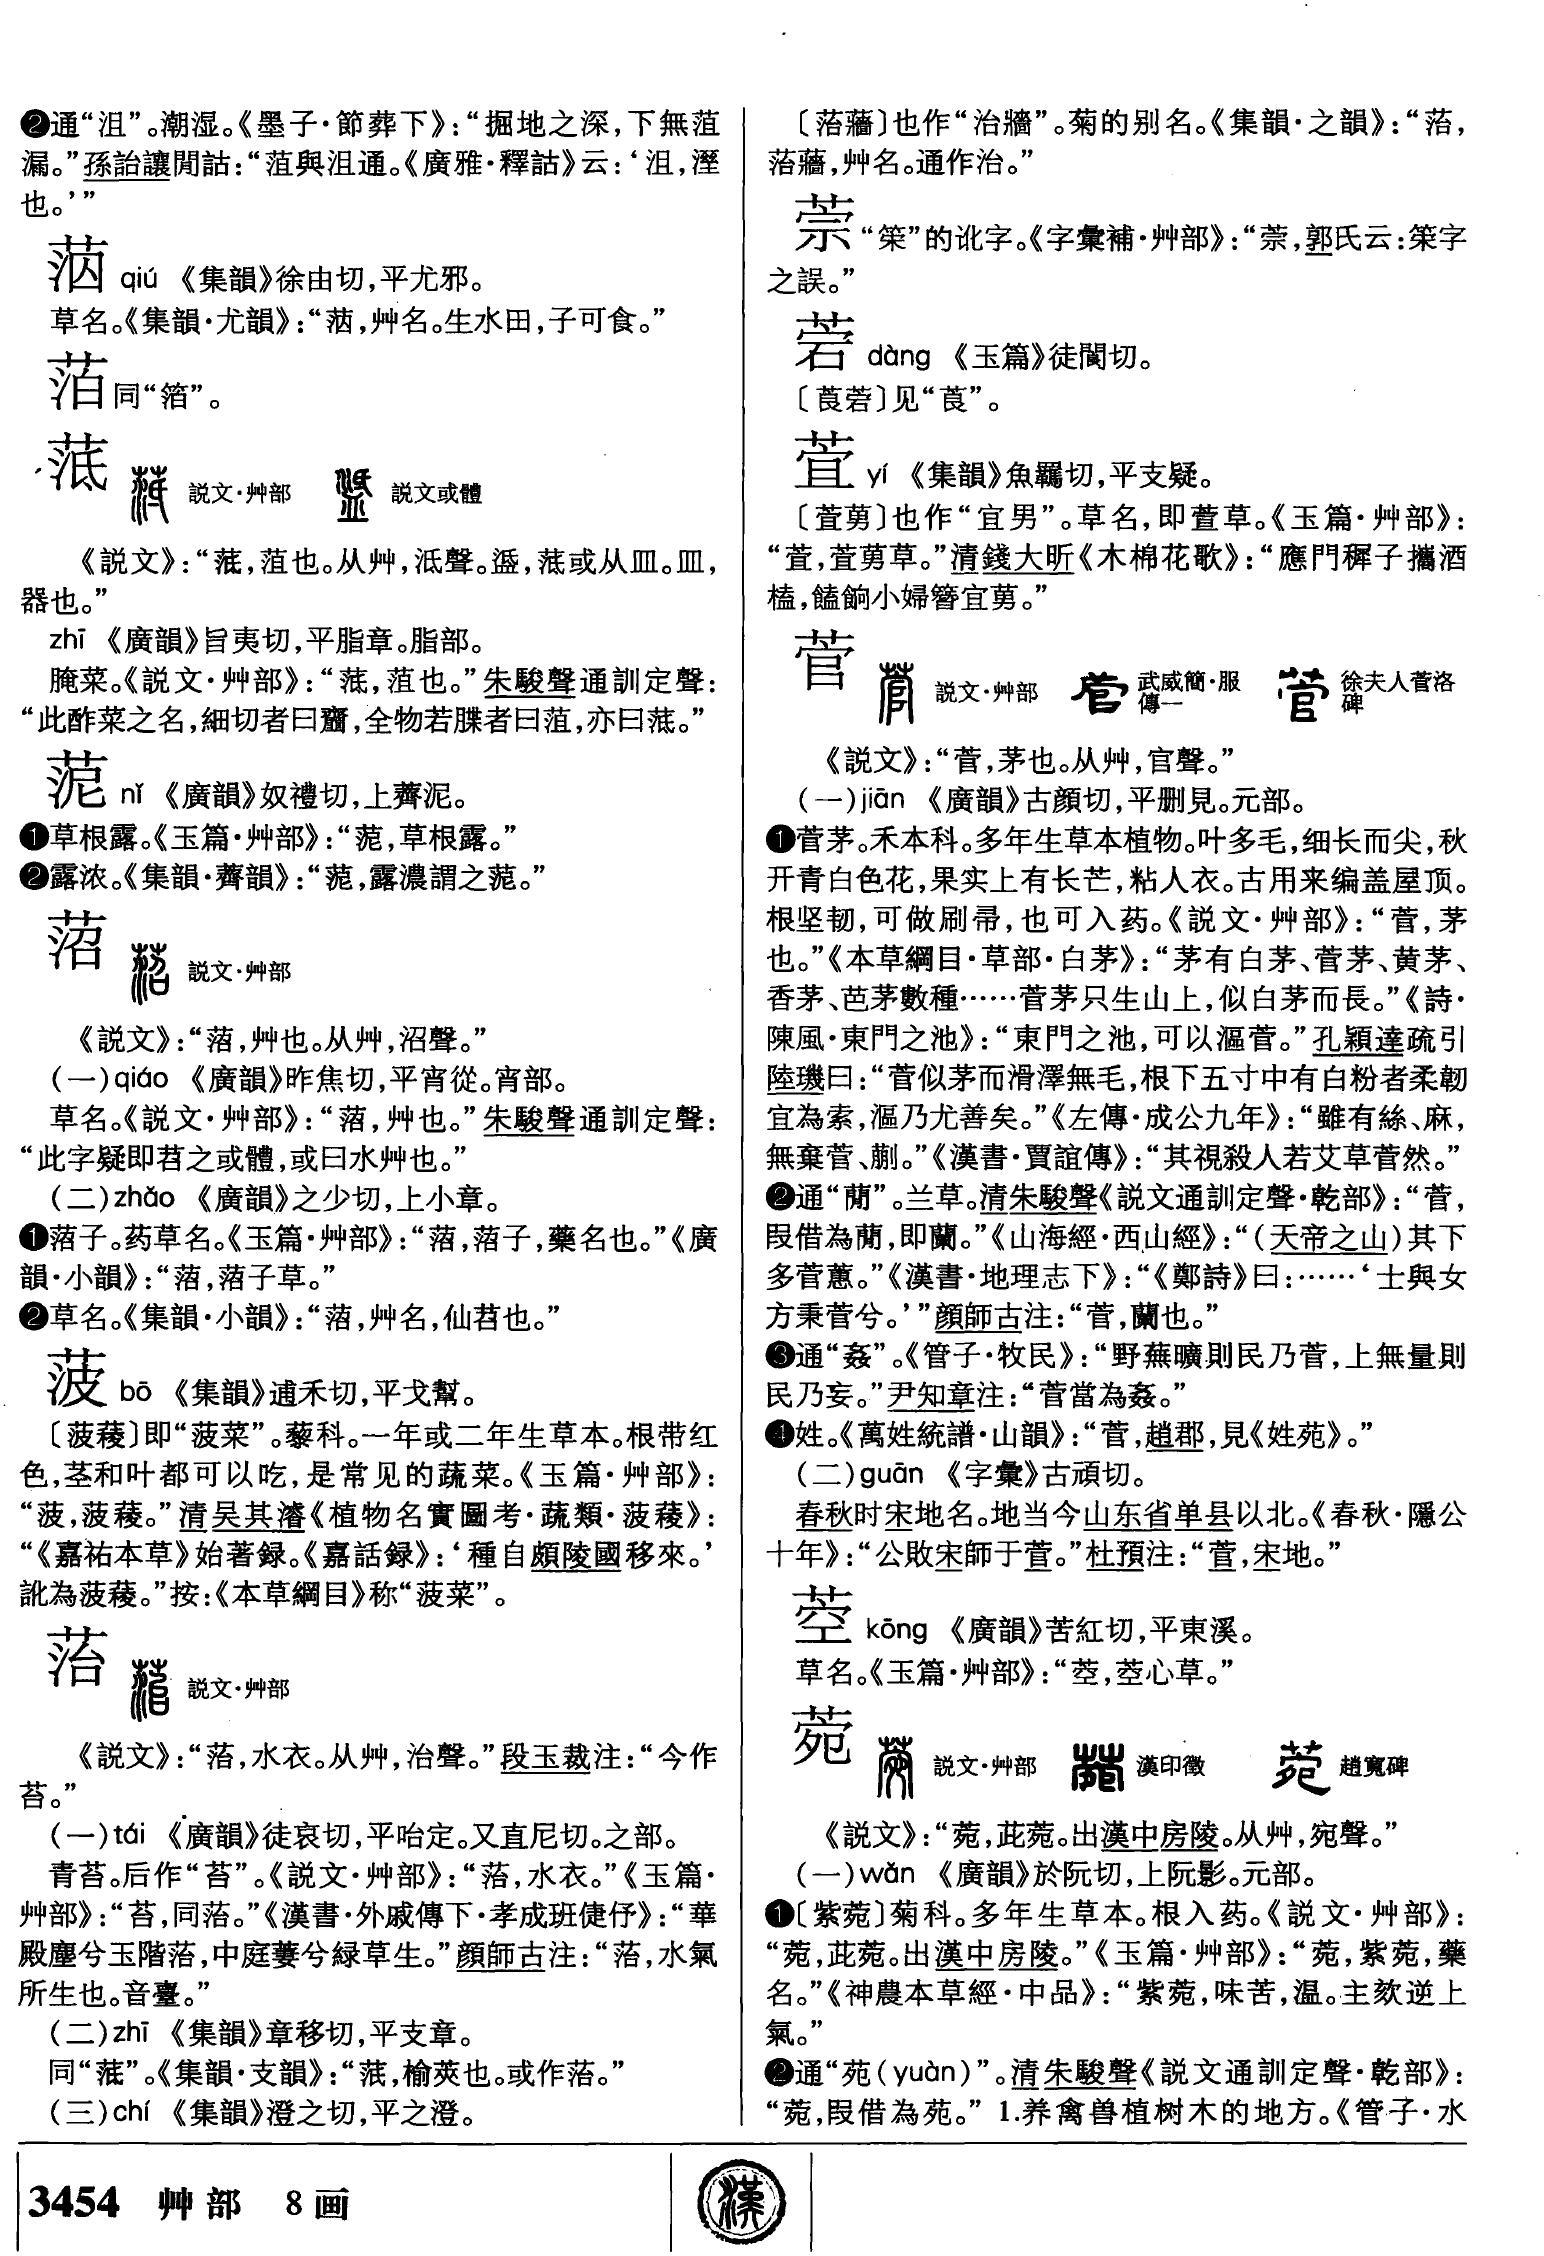 ❷通“沮”。潮湿。《墨子·節葬下》：“掘地之深，下無菹
漏。”孫詒讓閒詁：“菹與沮通。《廣雅·釋詁》云：‘沮，溼
也。’”
qiú 《集韻》徐由切，平尤邪。
草名。《集韻·尤韻》：“，艸名。生水田，子可食。”
萡同“箔”。
蚳 説文·艸部 説文或體
《説文》：“，菹也。从艸，泜聲。，或从皿。皿，
器也。”
zhī 《廣韻》旨夷切，平脂章。脂部。
腌菜。《説文·艸部》：“，菹也。”朱駿聲通訓定聲：
“此酢菜之名，細切者曰齏，全物若䐑者曰菹，亦曰。”
苨 nǐ 《廣韻》奴禮切，上薺泥。
❶草根露。《玉篇·艸部》：“，草根露。”
❷露浓。《集韻·薺韻》：“，露濃謂之。”
菬 説文·艸部
《説文》：“菬，艸也。从艸，沼聲。”
（一）qiáo 《廣韻》昨焦切，平宵從。宵部。
草名。《説文·艸部》：“菬，艸也。”朱駿聲通訓定聲：
“此字疑即苕之或體，或曰水艸也。”
（二）zhǎo 《廣韻》之少切，上小章。
❶菬子。药草名。《玉篇·艸部》：“菬，菬子，藥名也。”《廣
韻·小韻》：“菬，菬子草。”
❷草名。《集韻·小韻》：“菬，艸名，仙苕也。”
菠 bō 《集韻》逋禾切，平戈幫。
〔菠薐〕即“菠菜”。藜科。一年或二年生草本。根带红
色，茎和叶都可以吃，是常见的蔬菜。《玉篇·艸部》：
“菠，菠薐。”清吴其濬《植物名實圖考·蔬類·菠薐》：
“《嘉祐本草》始著録。《嘉話録》：‘種自頗陵國移來。’
訛為菠薐。”按：《本草綱目》称“菠菜”。
菭 説文·艸部
《説文》：“菭，水衣。从艸，治聲。”段玉裁注：“今作
苔。”
（一）tái 《廣韻》徒哀切，平咍定。又直尼切。之部。
青苔。后作“苔”。《説文·艸部》：“菭，水衣。”《玉篇·
艸部》：“苔，同菭。”《漢書·外戚傳下·孝成班倢伃》：“華
殿塵兮玉階菭，中庭萋兮緑草生。”顔師古注：“菭，水氣
所生也。音臺。”
（二）zhī 《集韻》章移切，平支章。
同“”。《集韻·支韻》：“，榆莢也。或作菭。”
（三）chí 《集韻》澄之切，平之澄。
〔菭蘠〕也作“治牆”。菊的别名。《集韻·之韻》：“菭，
菭蘠，艸名。通作治。”
萗“筞”的讹字。《字彙補·艸部》：“，郭氏云：筞字
之誤。”
菪 dàng 《玉篇》徒閬切。
〔莨菪〕见“莨”。
萓 yí 《集韻》魚羈切，平支疑。
〔萓莮〕也作“宜男”。草名，即萱草。《玉篇·艸部》：
“萓，萓莮草。”清錢大昕《木棉花歌》：“應門穉子攜酒
榼，饁餉小婦簪宜莮。”
菅 説文·艸部 武威簡·服
傳一 徐夫人菅洛
碑
《説文》：“菅，茅也。从艸，官聲。”
（一）jiān 《廣韻》古顔切，平删見。元部。
❶菅茅。禾本科。多年生草本植物。叶多毛，细长而尖，秋
开青白色花，果实上有长芒，粘人衣。古用来编盖屋顶。
根坚韧，可做刷帚，也可入药。《説文·艸部》：“菅，茅
也。”《本草綱目·草部·白茅》：“茅有白茅、菅茅、黄茅、
香茅、芭茅數種……菅茅只生山上，似白茅而長。”《詩·
陳風·東門之池》：“東門之池，可以漚菅。”孔穎達疏引
陸璣曰：“菅似茅而滑澤無毛，根下五寸中有白粉者柔韌
宜為索，漚乃尤善矣。”《左傳·成公九年》：“雖有絲、麻，
無棄菅、蒯。”《漢書·賈誼傳》：“其視殺人若艾草菅然。”
❷通“蕑”。兰草。清朱駿聲《説文通訓定聲·乾部》：“菅，
叚借為蕑，即蘭。”《山海經·西山經》：“（天帝之山）其下
多菅蕙。”《漢書·地理志下》：“《鄭詩》曰：……‘士與女
方秉菅兮。’”顔師古注：“菅，蘭也。”
❸通“姦”。《管子·牧民》：“野蕪曠則民乃菅，上無量則
民乃妄。”尹知章注：“菅當為姦。”
❹姓。《萬姓統譜·山韻》：“菅，趙郡，見《姓苑》。”
（二）guān 《字彙》古頑切。
春秋时宋地名。地当今山东省单县以北。《春秋·隱公
十年》：“公敗宋師于菅。”杜預注：“菅，宋地。”
埪 kōng 《廣韻》苦紅切，平東溪。
草名。《玉篇·艸部》：“，心草。”
菀 説文·艸部 漢印徵 趙寬碑
《説文》：“菀，茈菀。出漢中房陵。从艸，宛聲。”
（一）wǎn 《廣韻》於阮切，上阮影。元部。
❶〔紫菀〕菊科。多年生草本。根入药。《説文·艸部》：
“菀，茈菀。出漢中房陵。”《玉篇·艸部》：“菀，紫菀，藥
名。”《神農本草經·中品》：“紫菀，味苦，温。主欬逆上
氣。”
❷通“苑（yuàn）”。清朱駿聲《説文通訓定聲·乾部》：
“菀，叚借為苑。” 1.养禽兽植树木的地方。《管子·水
3454 艸部 8画
漢